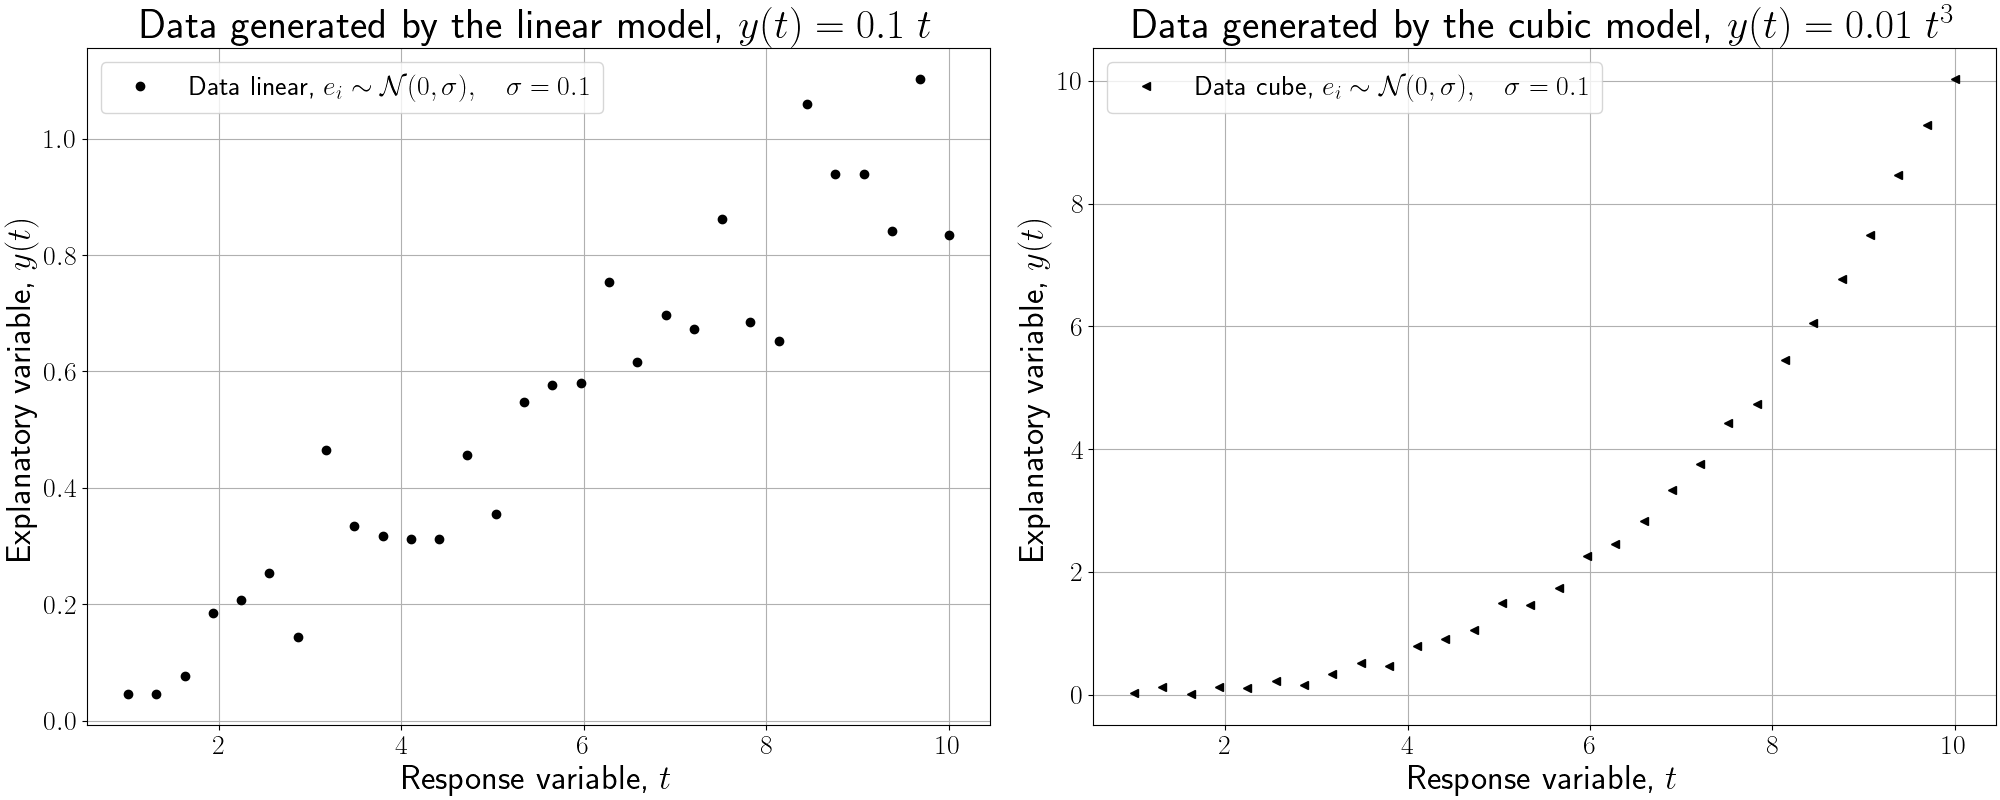 Data generated by the linear model, y(t) = 0.1 t
Data linear, e_i ∼ 𝒩(0, σ), σ = 0.1
1.0
0.8
0.6
0.4
0.2
0.0
Explanatory variable, y(t)
2 4 6 8 10
Response variable, t
Data generated by the cubic model, y(t) = 0.01 t³
Data cube, e_i ∼ 𝒩(0, σ), σ = 0.1
10
8
6
4
2
0
Explanatory variable, y(t)
2 4 6 8 10
Response variable, t